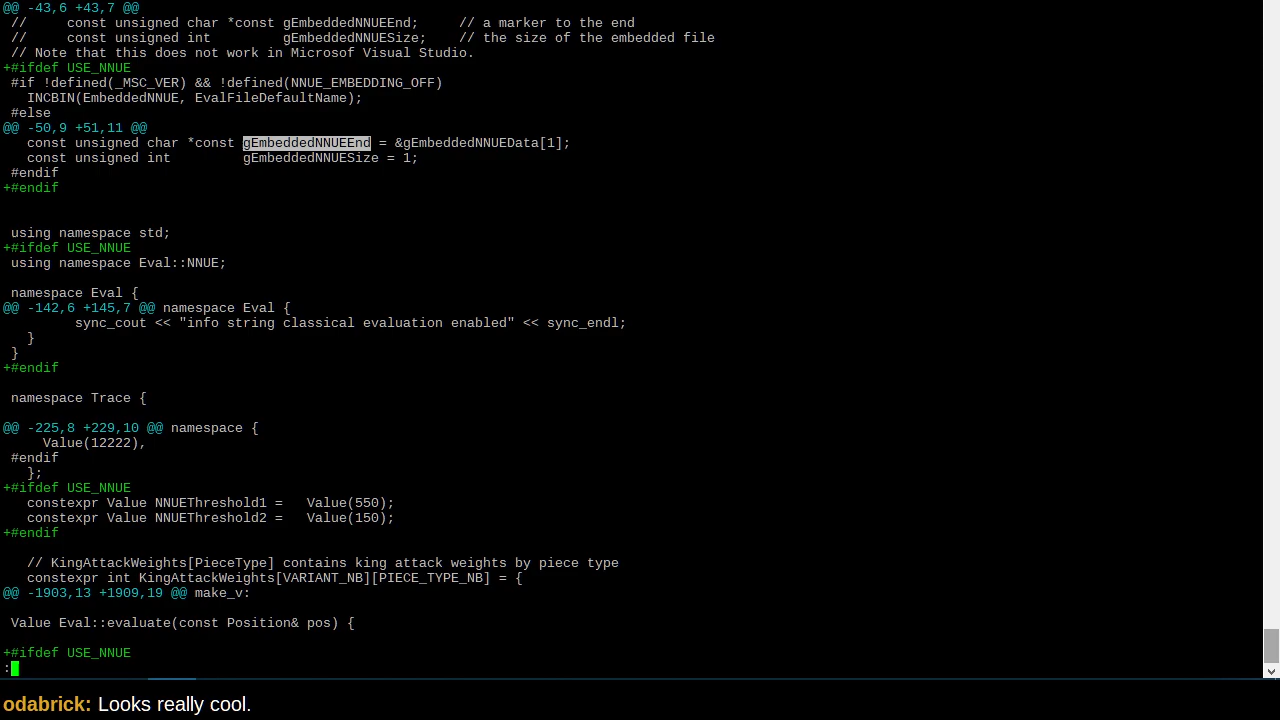 @@ -43,6 +43,7 @@
 //     const unsigned char *const gEmbeddedNNUEEnd;     // a marker to the end
 //     const unsigned int         gEmbeddedNNUESize;    // the size of the embedded file
 // Note that this does not work in Microsof Visual Studio.
+#ifdef USE_NNUE
 #if !defined(_MSC_VER) && !defined(NNUE_EMBEDDING_OFF)
   INCBIN(EmbeddedNNUE, EvalFileDefaultName);
 #else
@@ -50,9 +51,11 @@
   const unsigned char *const gEmbeddedNNUEEnd = &gEmbeddedNNUEData[1];
   const unsigned int         gEmbeddedNNUESize = 1;
 #endif
+#endif
 using namespace std;
+#ifdef USE_NNUE
 using namespace Eval::NNUE;
 namespace Eval {
@@ -142,6 +145,7 @@ namespace Eval {
         sync_cout << "info string classical evaluation enabled" << sync_endl;
   }
 }
+#endif
 namespace Trace {
@@ -225,8 +229,10 @@ namespace {
     Value(12222),
 #endif
   };
+#ifdef USE_NNUE
   constexpr Value NNUEThreshold1 =   Value(550);
   constexpr Value NNUEThreshold2 =   Value(150);
+#endif
   // KingAttackWeights[PieceType] contains king attack weights by piece type
   constexpr int KingAttackWeights[VARIANT_NB][PIECE_TYPE_NB] = {
@@ -1903,13 +1909,19 @@ make_v:
 Value Eval::evaluate(const Position& pos) {
+#ifdef USE_NNUE
:
odabrick: Looks really cool.